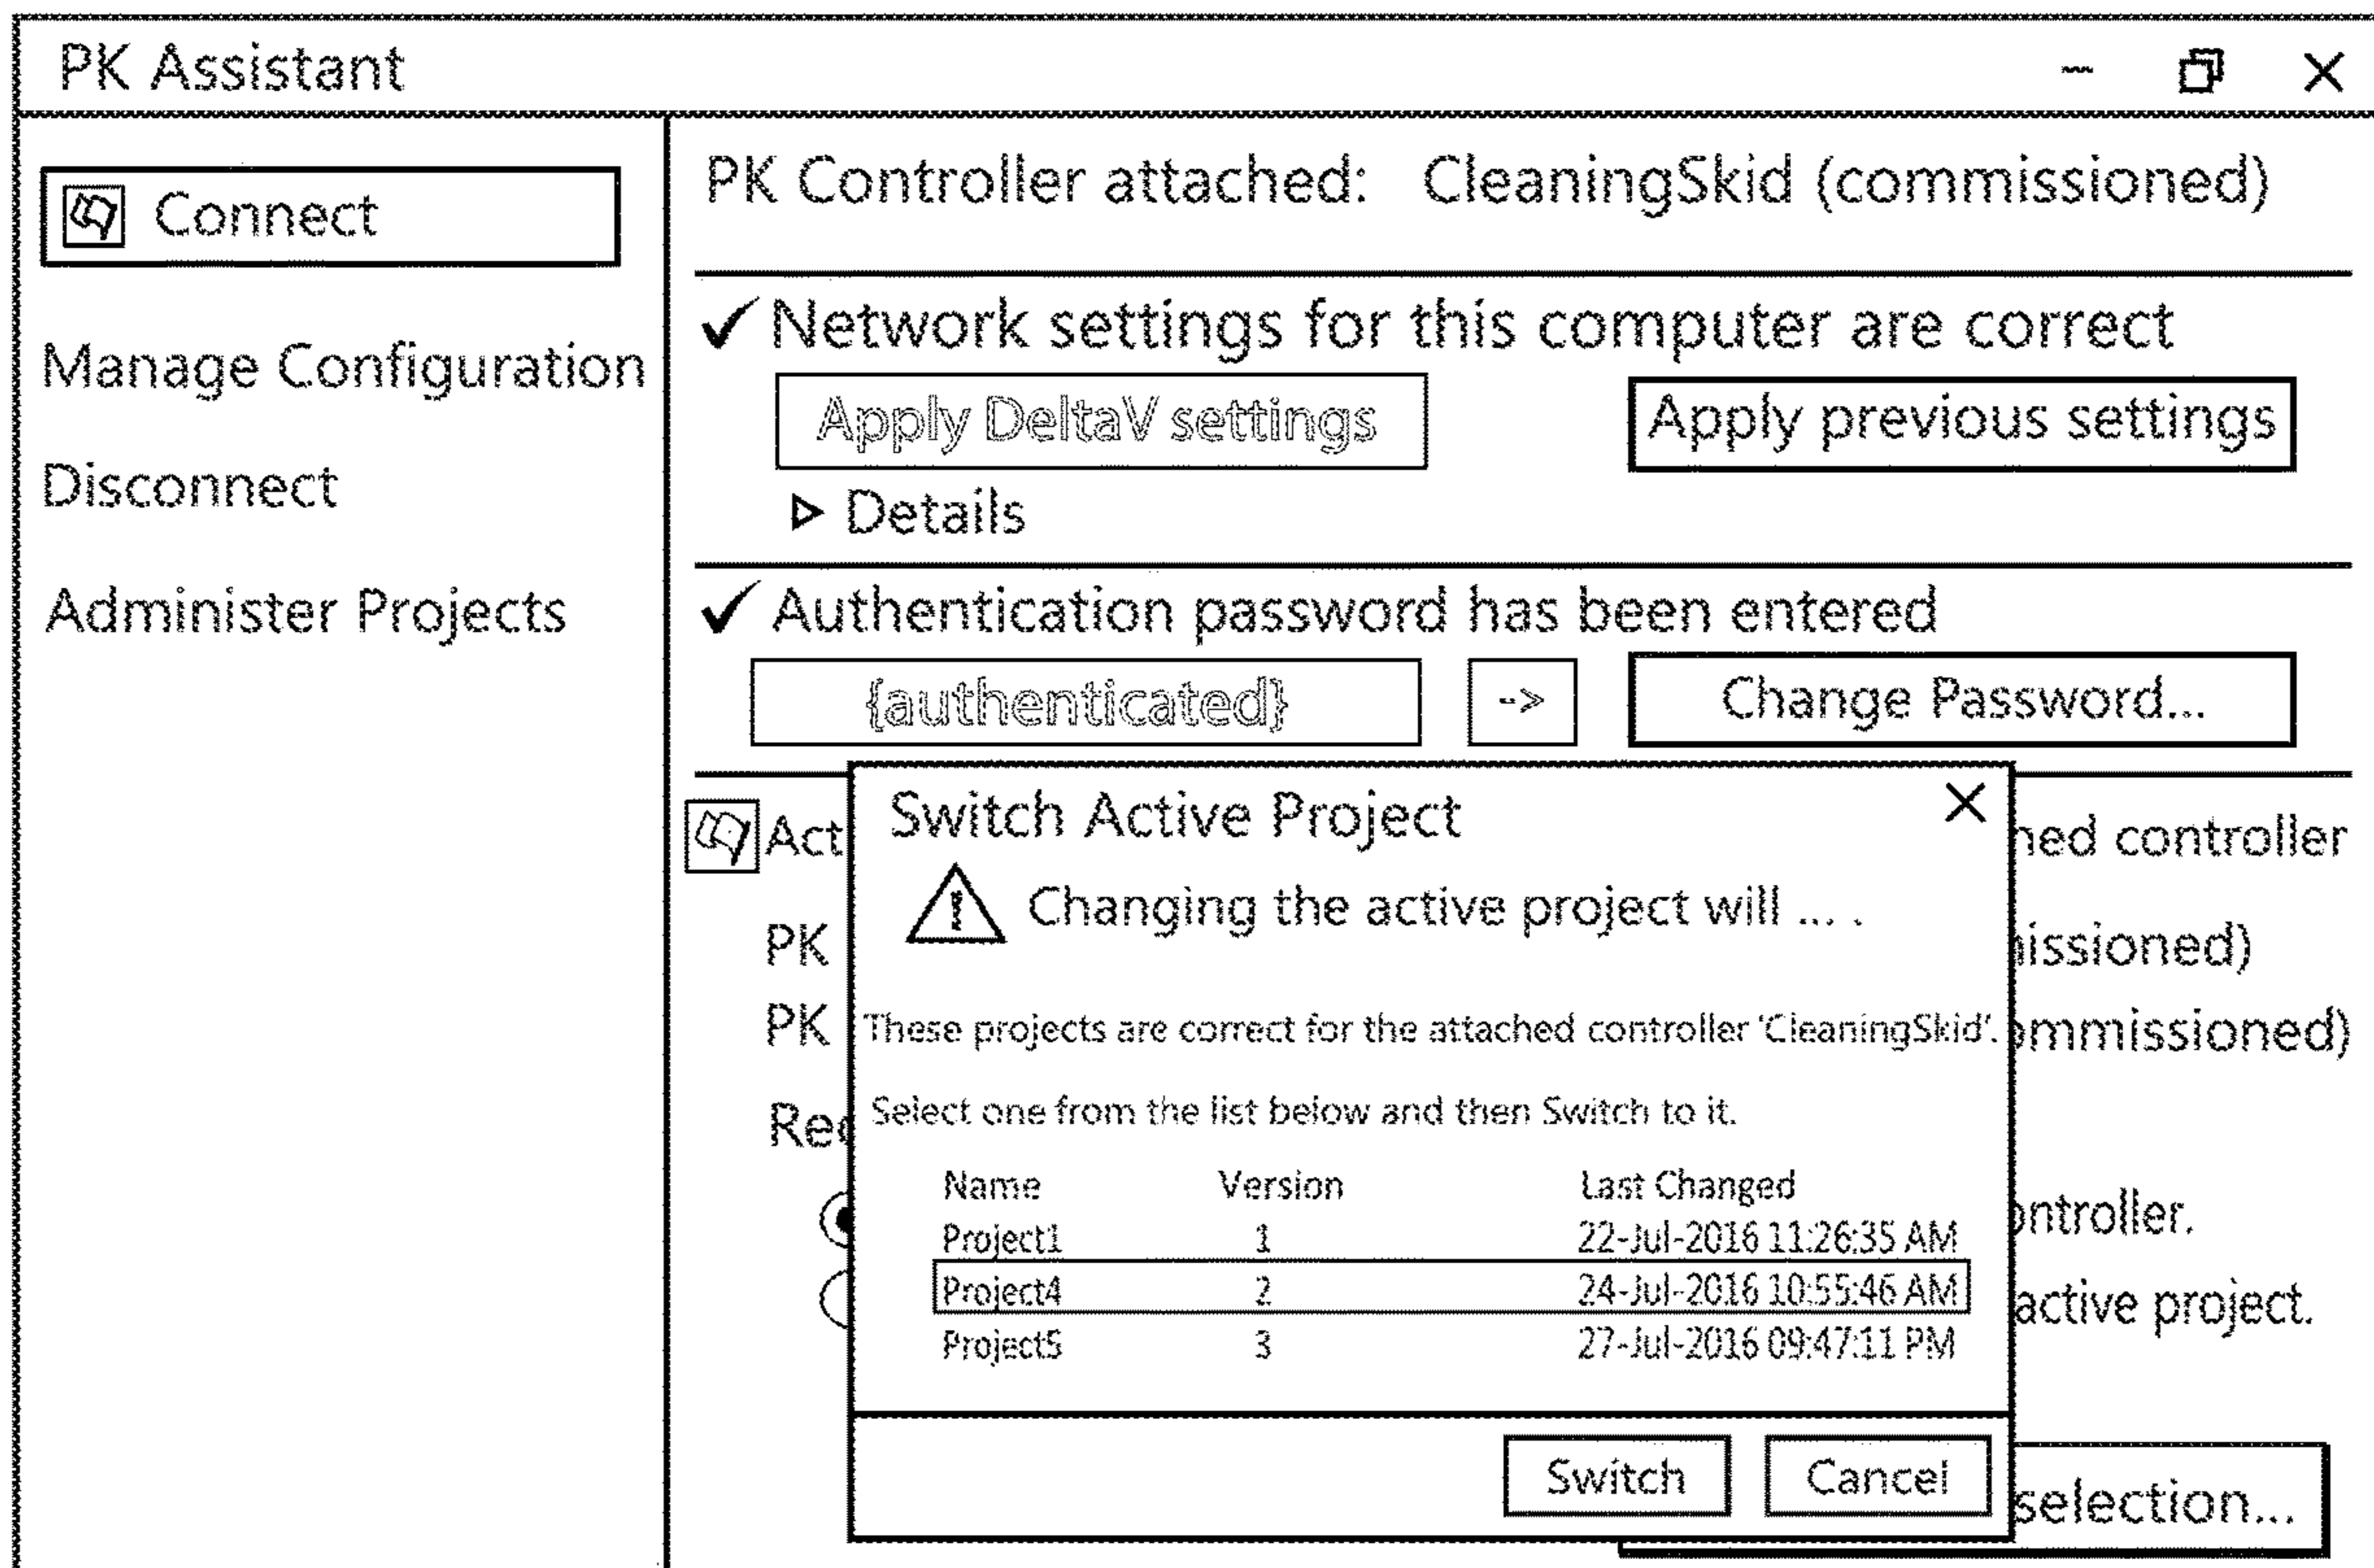 PK Assistant
Connect
Manage Configuration
Disconnect
Administer Projects
PK Controller attached: CleaningSkid (commissioned)
Network settings for this computer are correct
Apply DeltaV settings
Apply previous settings
Details
Authentication password has been entered
{authenticated}
->
Change Password...
Switch Active Project
Changing the active project will ... .
These projects are correct for the attached controller 'CleaningSkid'.
Select one from the list below and then Switch to it.
Name Version Last Changed
Project1 1 22-Jul-2016 11:26:35 AM
Project4 2 24-Jul-2016 10:55:46 AM
Project5 3 27-Jul-2016 09:47:11 PM
Switch
Cancel
PK
PK
controller
active project.
selection...